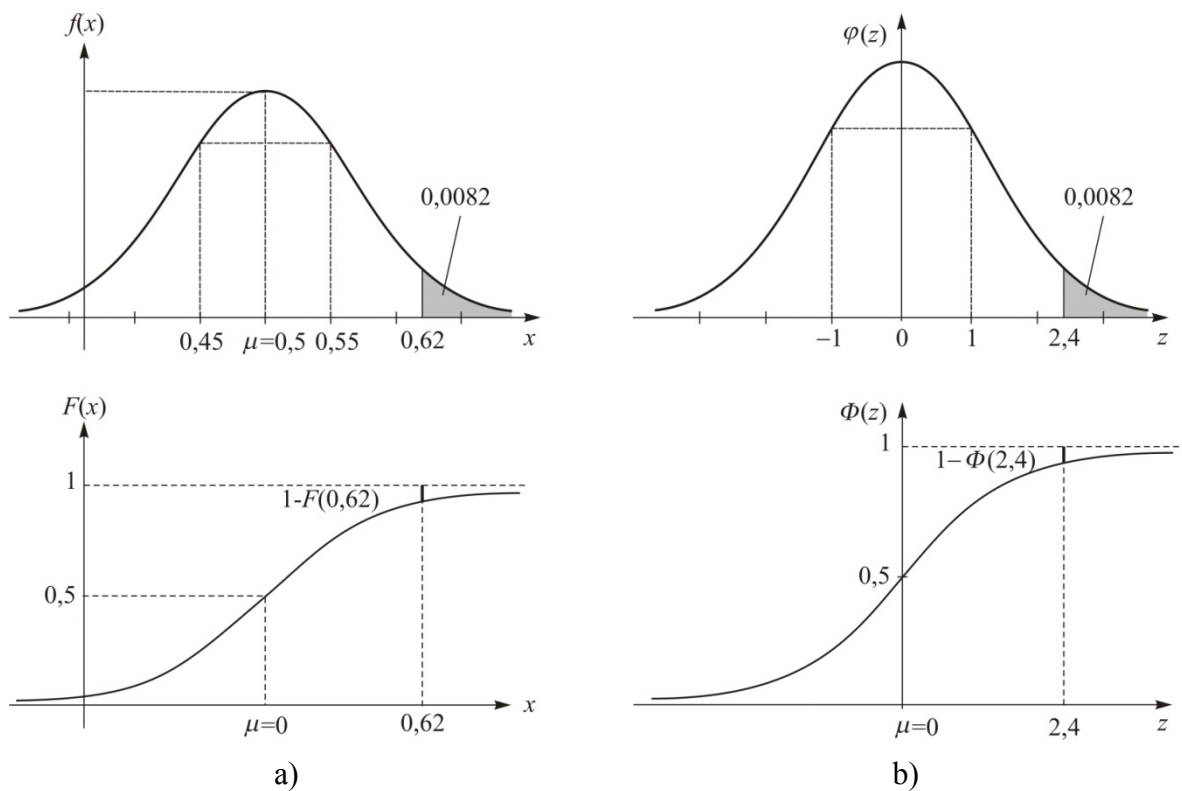 f(x)
0,0082
0,45 μ=0,5 0,55 0,62 x
φ(z)
0,0082
−1 0 1 2,4 z
F(x)
1
1-F(0,62)
0,5
μ=0 0,62 x
a)
Φ(z)
1
1−Φ(2,4)
0,5
μ=0 2,4 z
b)